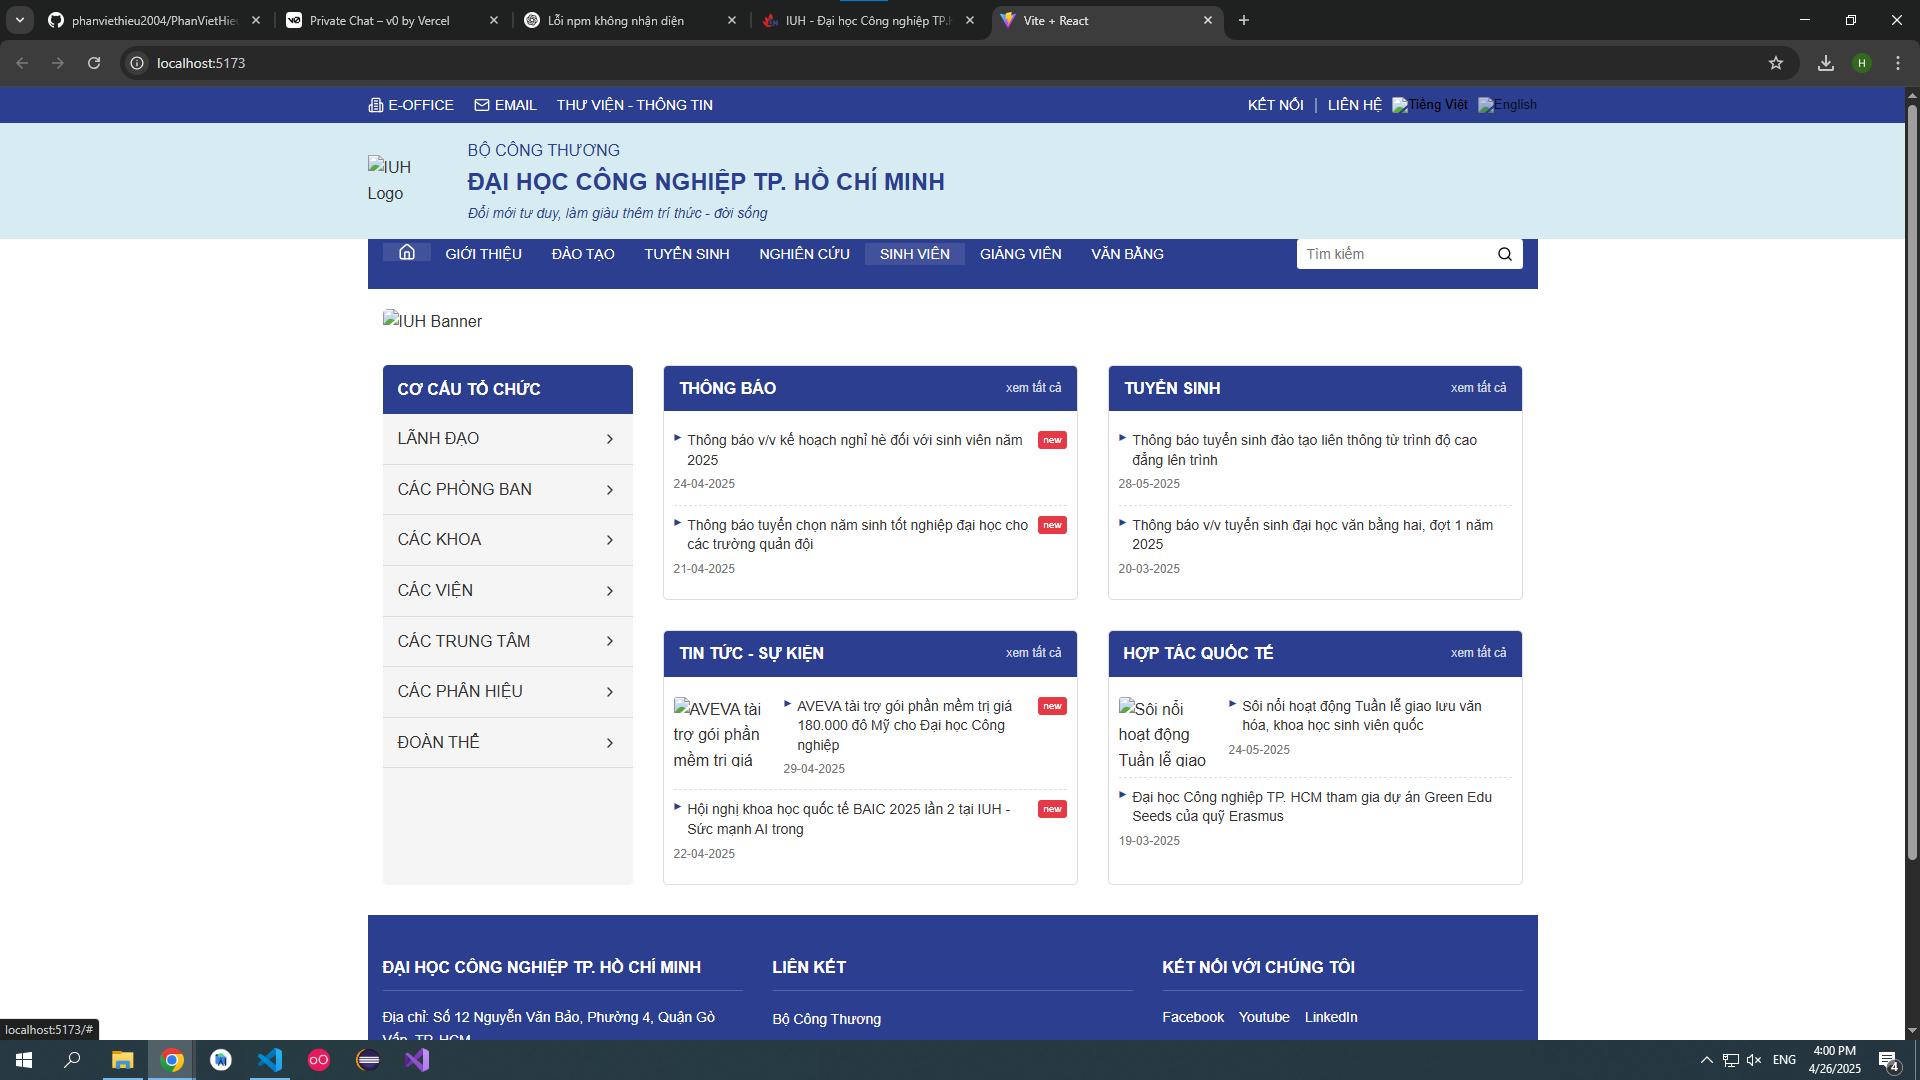 phanviethieu2004/PhanVietHieu
Private Chat – v0 by Vercel
Lỗi npm không nhận diện
IUH - Đại học Công nghiệp TP.H
Vite + React
localhost:5173
H
E-OFFICE
EMAIL
THƯ VIỆN - THÔNG TIN
KẾT NỐI | LIÊN HỆ
Tiếng Việt
English
IUH
Logo
BỘ CÔNG THƯƠNG
ĐẠI HỌC CÔNG NGHIỆP TP. HỒ CHÍ MINH
Đổi mới tư duy, làm giàu thêm trí thức - đời sống
GIỚI THIỆU
ĐÀO TẠO
TUYỂN SINH
NGHIÊN CỨU
SINH VIÊN
GIẢNG VIÊN
VĂN BẰNG
Tìm kiếm
IUH Banner
CƠ CẤU TỔ CHỨC
LÃNH ĐẠO
CÁC PHÒNG BAN
CÁC KHOA
CÁC VIỆN
CÁC TRUNG TÂM
CÁC PHÂN HIỆU
ĐOÀN THỂ
THÔNG BÁO
xem tất cả
Thông báo v/v kế hoạch nghỉ hè đối với sinh viên năm
2025
new
24-04-2025
Thông báo tuyển chọn năm sinh tốt nghiệp đại học cho
các trường quân đội
new
21-04-2025
TUYỂN SINH
xem tất cả
Thông báo tuyển sinh đào tạo liên thông từ trình độ cao
đẳng lên trình
28-05-2025
Thông báo v/v tuyển sinh đại học văn bằng hai, đợt 1 năm
2025
20-03-2025
TIN TỨC - SỰ KIỆN
xem tất cả
AVEVA tài
trợ gói phần
mềm trị giá
AVEVA tài trợ gói phần mềm trị giá
180.000 đô Mỹ cho Đại học Công
nghiệp
new
29-04-2025
Hội nghị khoa học quốc tế BAIC 2025 lần 2 tại IUH -
Sức mạnh AI trong
new
22-04-2025
HỢP TÁC QUỐC TẾ
xem tất cả
Sôi nổi
hoạt động
Tuần lễ giao
Sôi nổi hoạt động Tuần lễ giao lưu văn
hóa, khoa học sinh viên quốc
24-05-2025
Đại học Công nghiệp TP. HCM tham gia dự án Green Edu
Seeds của quỹ Erasmus
19-03-2025
ĐẠI HỌC CÔNG NGHIỆP TP. HỒ CHÍ MINH
Địa chỉ: Số 12 Nguyễn Văn Bảo, Phường 4, Quận Gò
Vấp, TP. HCM
LIÊN KẾT
Bộ Công Thương
KẾT NỐI VỚI CHÚNG TÔI
Facebook
Youtube
LinkedIn
localhost:5173/#
ENG
4:00 PM
4/26/2025
4